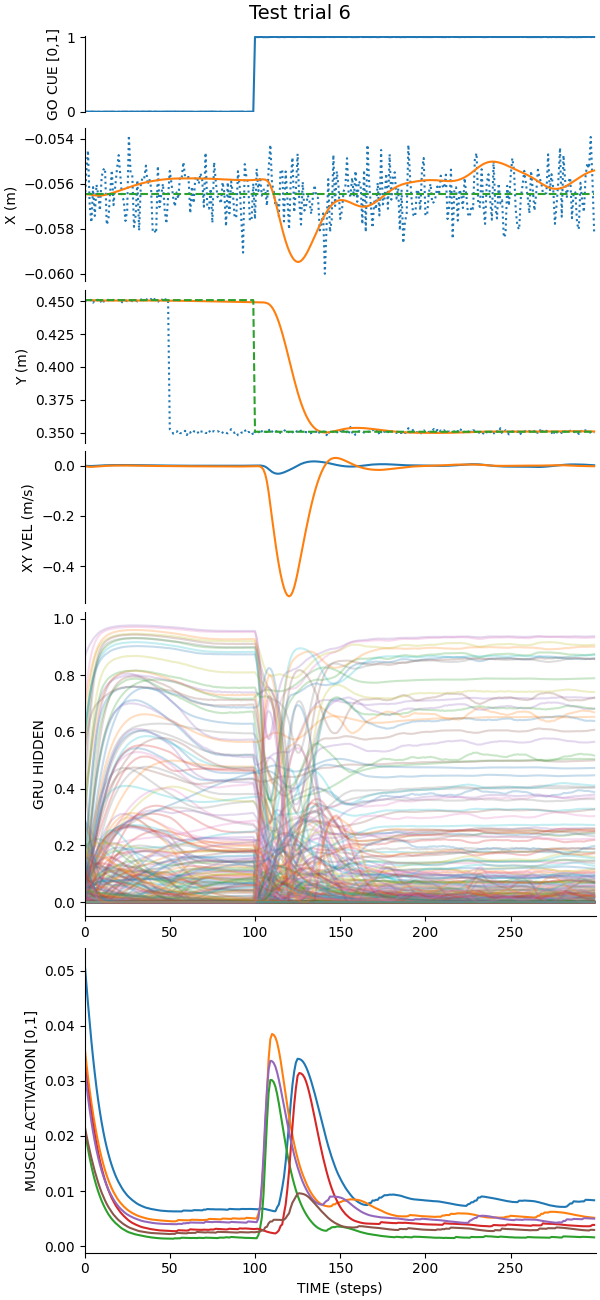 Test trial 6
GO CUE [0,1]
1
0
X (m)
−0.054
−0.056
−0.058
−0.060
Y (m)
0.450
0.425
0.400
0.375
0.350
XY VEL (m/s)
0.0
−0.2
−0.4
GRU HIDDEN
1.0
0.8
0.6
0.4
0.2
0.0
0 50 100 150 200 250
MUSCLE ACTIVATION [0,1]
0.05
0.04
0.03
0.02
0.01
0.00
0 50 100 150 200 250
TIME (steps)